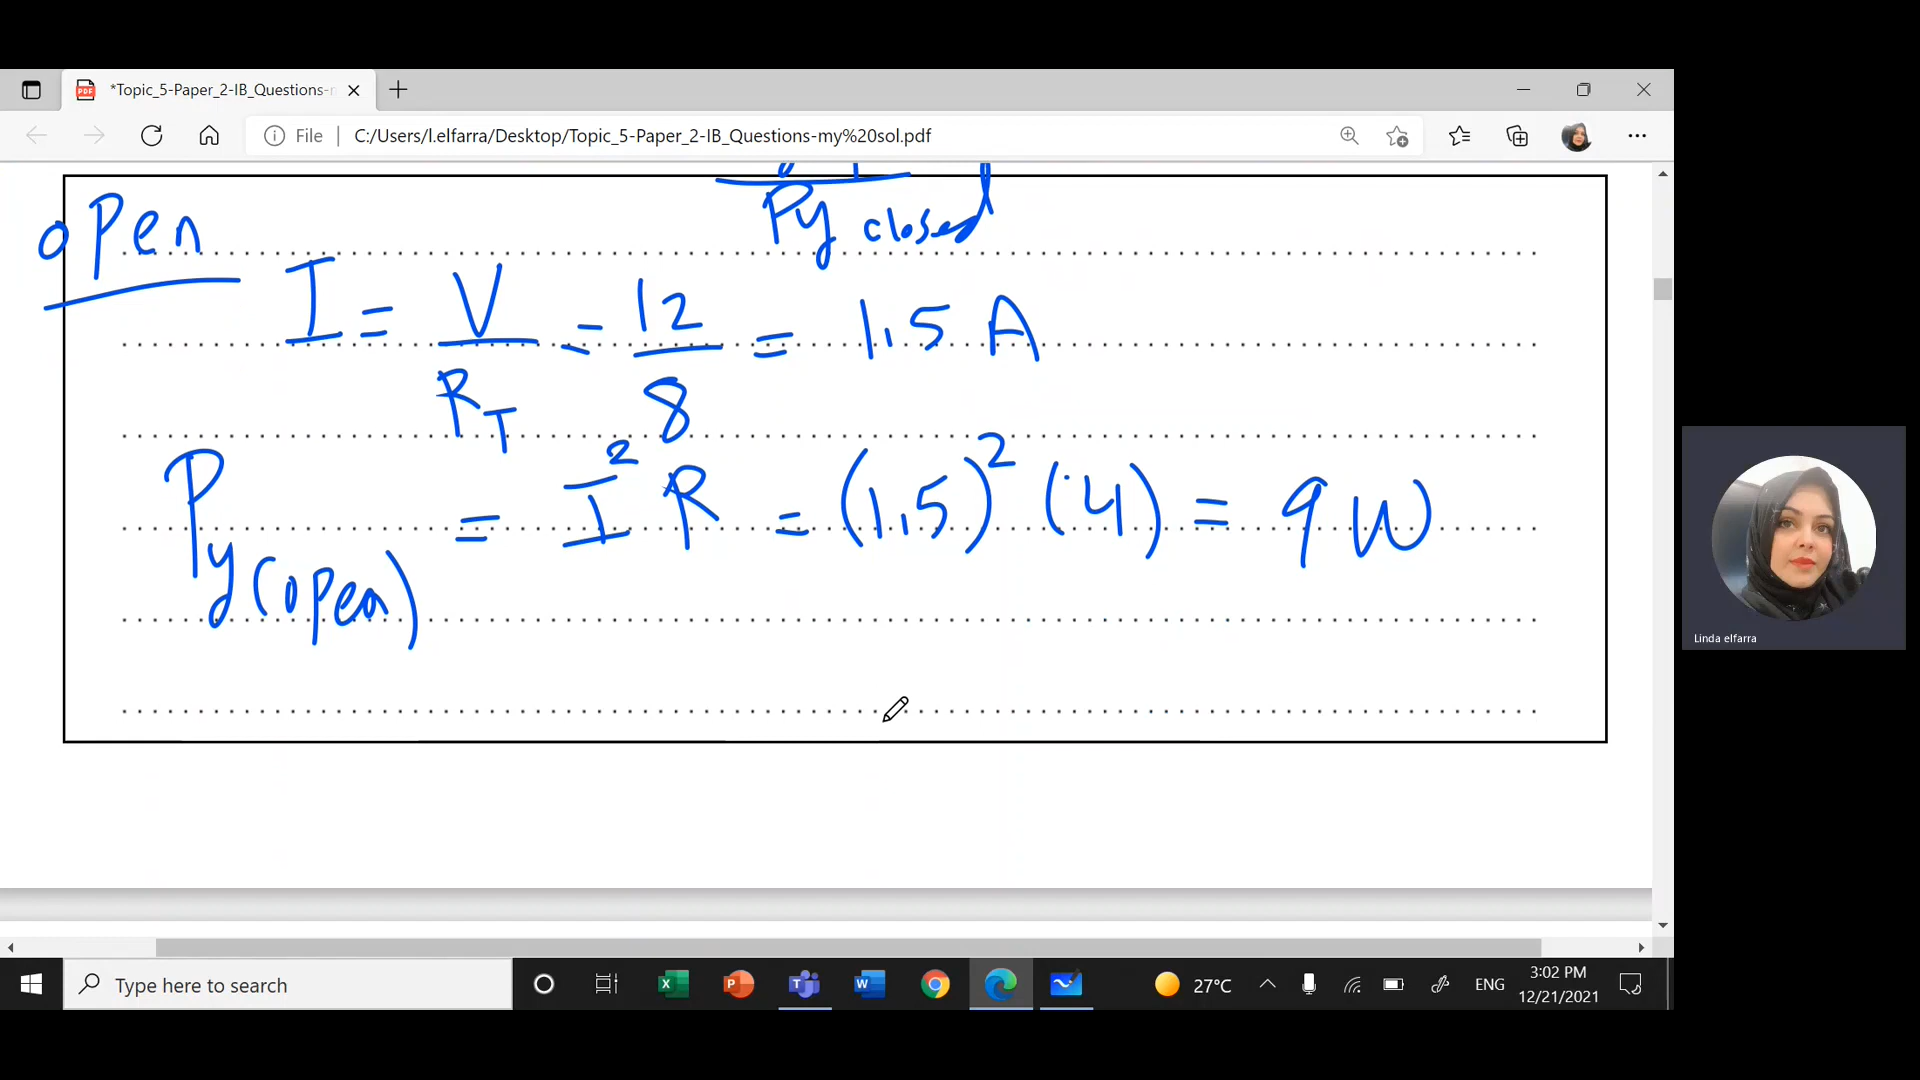 *Topic_5-Paper_2-IB_Questions-m
File
C:/Users/l.elfarra/Desktop/Topic_5-Paper_2-IB_Questions-my%20sol.pdf
open
Py closed
I = V/R_T = 12/8 = 1.5 A
P_y(open) = I² R = (1.5)² (4) = 9 W
Linda elfarra
Type here to search
27°C
ENG
3:02 PM
12/21/2021